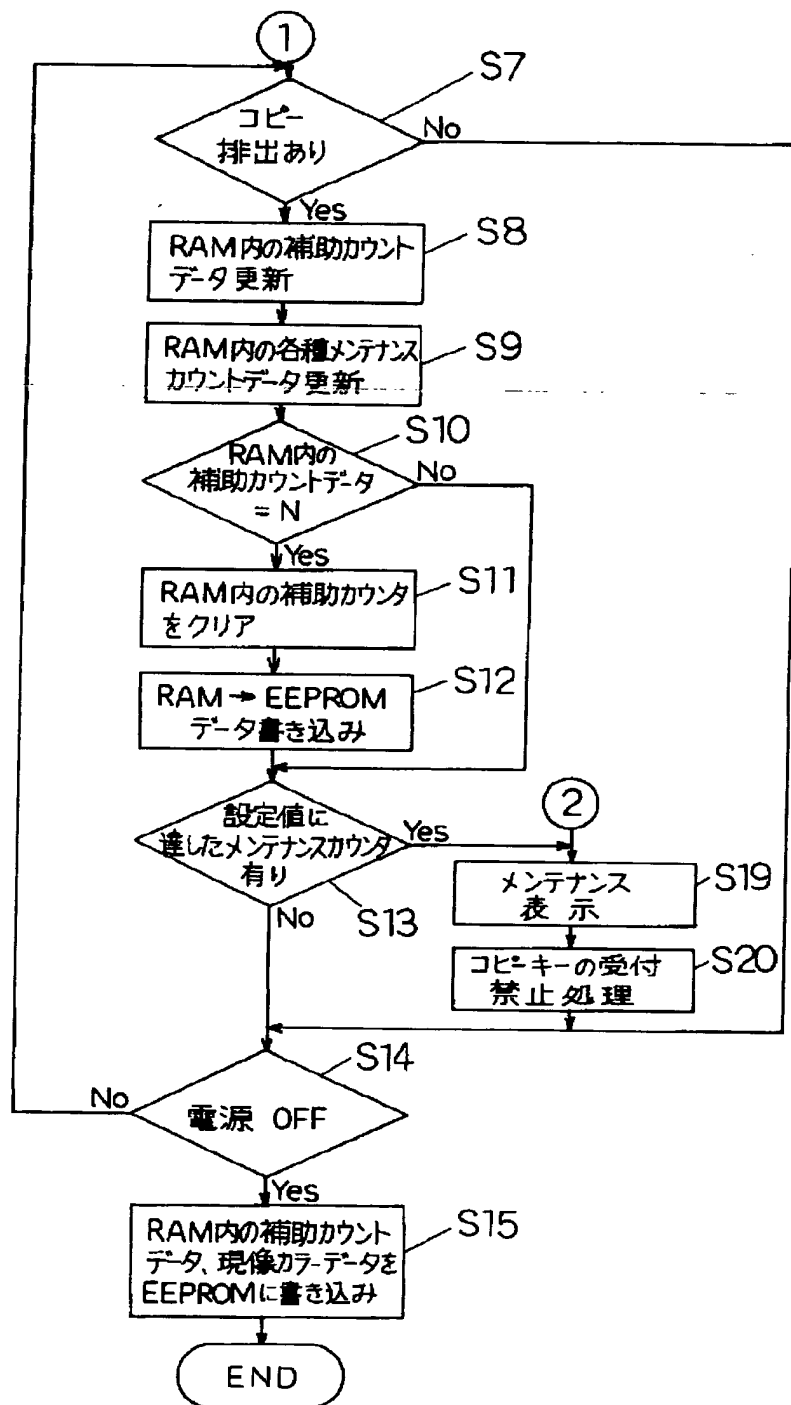 1
S7
コピー
排出あり
No
Yes
S8
RAM内の補助カウント
データ更新
S9
RAM内の各種メンテナンス
カウントデータ更新
S10
RAM内の
補助カウントデータ
= N
No
Yes
S11
RAM内の補助カウンタ
をクリア
S12
RAM→EEPROM
データ書き込み
設定値に
達したメンテナンスカウンタ
有り
Yes
No
S13
2
S19
メンテナンス
表示
S20
コピーキーの受付
禁止処理
S14
No
電源 OFF
Yes
S15
RAM内の補助カウント
データ、現像カラーデータを
EEPROMに書き込み
END